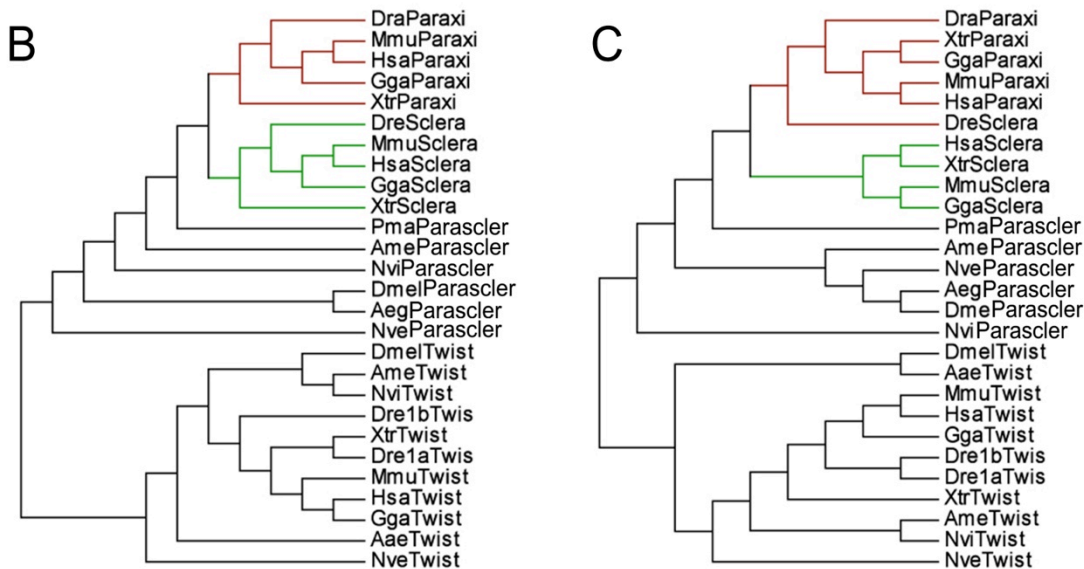 B
DraParaxi
MmuParaxi
HsaParaxi
GgaParaxi
XtrParaxi
DreSclera
MmuSclera
HsaSclera
GgaSclera
XtrSclera
PmaParascler
AmeParascler
NviParascler
DmelParascler
AegParascler
NveParascler
DmelTwist
AmeTwist
NviTwist
Dre1bTwis
XtrTwist
Dre1aTwis
MmuTwist
HsaTwist
GgaTwist
AaeTwist
NveTwist
C
DraParaxi
XtrParaxi
GgaParaxi
MmuParaxi
HsaParaxi
DreSclera
HsaSclera
XtrSclera
MmuSclera
GgaSclera
PmaParascler
AmeParascler
NveParascler
AegParascler
DmeParascler
NviParascler
DmelTwist
AaeTwist
MmuTwist
HsaTwist
GgaTwist
Dre1bTwis
Dre1aTwis
XtrTwist
AmeTwist
NviTwist
NveTwist